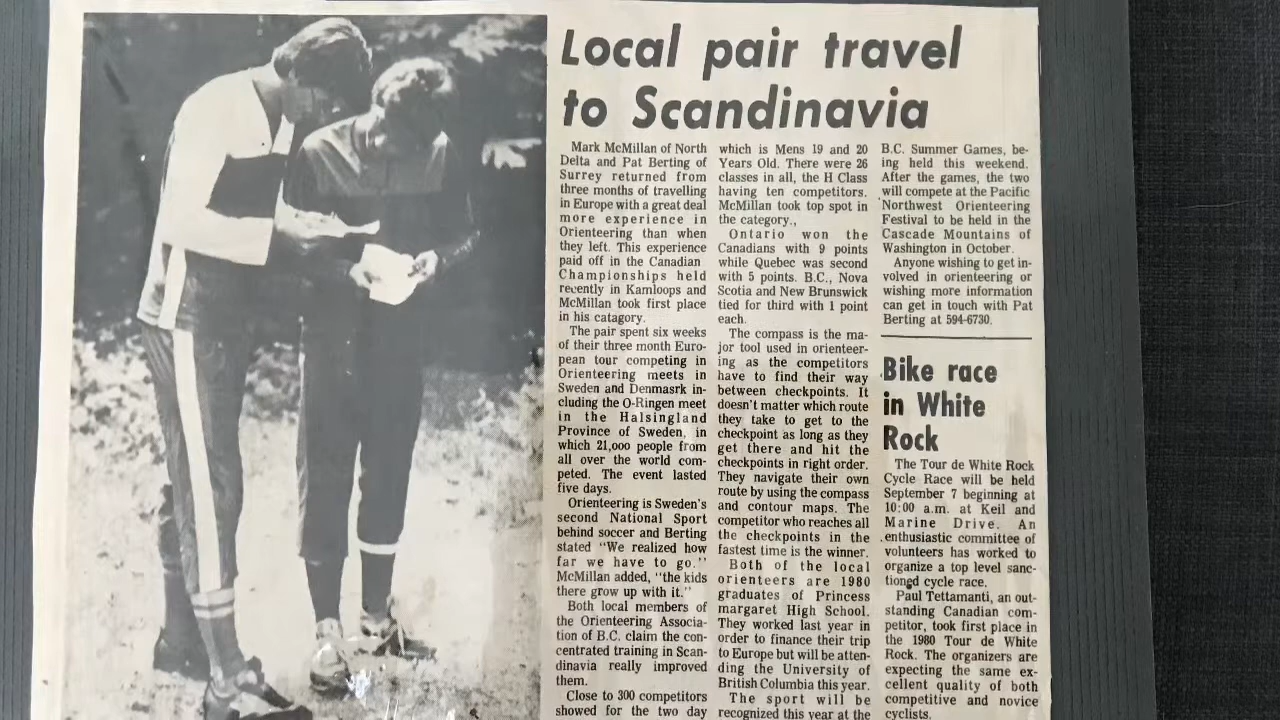 Local pair travel
to Scandinavia
Mark McMillan of North
Delta and Pat Berting of
Surrey returned from
three months of travelling
in Europe with a great deal
more experience in
Orienteering than when
they left. This experience
paid off in the Canadian
Championships held
recently in Kamloops and
McMillan took first place
in his catagory.
The pair spent six weeks
of their three month Euro-
pean tour competing in
Orienteering meets in
Sweden and Denmasrk in-
cluding the O-Ringen meet
in the Halsingland
Province of Sweden, in
which 21,000 people from
all over the world com-
peted. The event lasted
five days.
Orienteering is Sweden's
second National Sport
behind soccer and Berting
stated "We realized how
far we have to go."
McMillan added, "the kids
there grow up with it."
Both local members of
the Orienteering Associa-
tion of B.C. claim the con-
centrated training in Scan-
dinavia really improved
them.
Close to 300 competitors
showed for the two day
which is Mens 19 and 20
Years Old. There were 26
classes in all, the H Class
having ten competitors.
McMillan took top spot in
the category.,
Ontario won the
Canadians with 9 points
while Quebec was second
with 5 points. B.C., Nova
Scotia and New Brunswick
tied for third with 1 point
each.
The compass is the ma-
jor tool used in orienteer-
ing as the competitors
have to find their way
between checkpoints. It
doesn't matter which route
they take to get to the
checkpoint as long as they
get there and hit the
checkpoints in right order.
They navigate their own
route by using the compass
and contour maps. The
competitor who reaches all
the checkpoints in the
fastest time is the winner.
Both of the local
orienteers are 1980
graduates of Princess
margaret High School.
They worked last year in
order to finance their trip
to Europe but will be atten-
ding the University of
British Columbia this year.
The sport will be
recognized this year at the
B.C. Summer Games, be-
ing held this weekend.
After the games, the two
will compete at the Pacific
Northwest Orienteering
Festival to be held in the
Cascade Mountains of
Washington in October.
Anyone wishing to get in-
volved in orienteering or
wishing more information
can get in touch with Pat
Berting at 594-6730.
Bike race
in White
Rock
The Tour de White Rock
Cycle Race will be held
September 7 beginning at
10:00 a.m. at Keil and
Marine Drive. An
enthusiastic committee of
volunteers has worked to
organize a top level sanc-
tioned cycle race.
Paul Tettamanti, an out-
standing Canadian com-
petitor, took first place in
the 1980 Tour de White
Rock. The organizers are
expecting the same ex-
cellent quality of both
competitive and novice
cyclists.